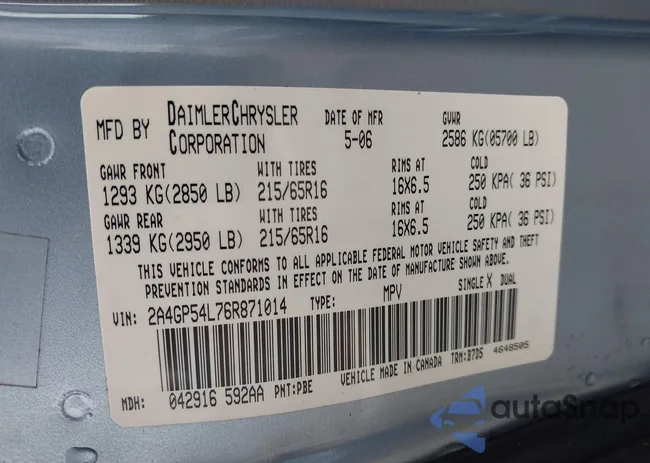 MFD BY DAIMLERCHRYSLER CORPORATION DATE OF MFR 5-06 GVWR 2586 KG(05700 LB)
GAWR FRONT WITH TIRES RIMS AT COLD
1293 KG(2850 LB) 215/65R16 16X6.5 250 KPA( 36 PSI)
GAWR REAR WITH TIRES RIMS AT COLD
1339 KG(2950 LB) 215/65R16 16X6.5 250 KPA( 36 PSI)
THIS VEHICLE CONFORMS TO ALL APPLICABLE FEDERAL MOTOR VEHICLE SAFETY AND THEFT
PREVENTION STANDARDS IN EFFECT ON THE DATE OF MANUFACTURE SHOWN ABOVE.
VIN: 2A4GP54L76R871014 TYPE: MPV SINGLE X DUAL
MDH: 042916 592AA PNT:PBE VEHICLE MADE IN CANADA TRM:B7D5 4648505
autoSnap